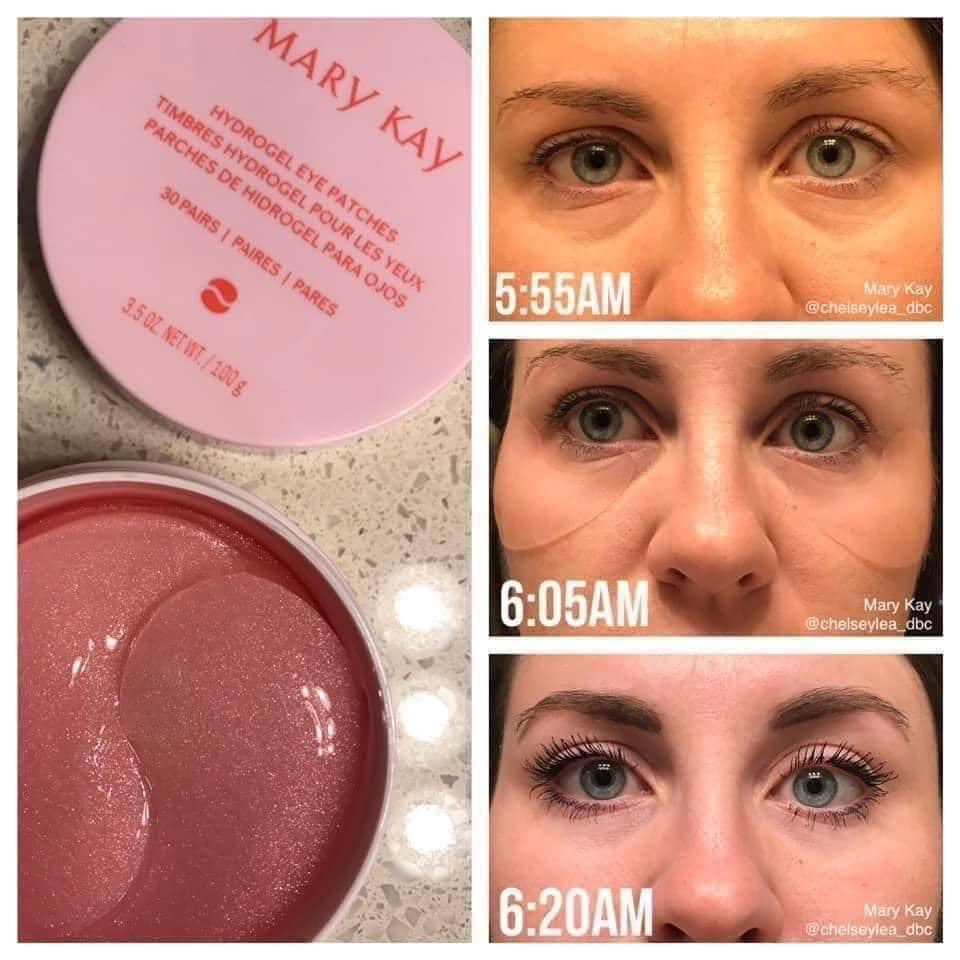 MARY KAY
HYDROGEL EYE PATCHES
TIMBRES HYDROGEL POUR LES YEUX
PARCHES DE HIDROGEL PARA OJOS
30 PAIRS | PAIRES | PARES
3.5 OZ. NET WT. / 100 g
5:55AM
Mary Kay
@chelseylea_dbc
6:05AM
Mary Kay
@chelseylea_dbc
6:20AM
Mary Kay
@chelseylea_dbc